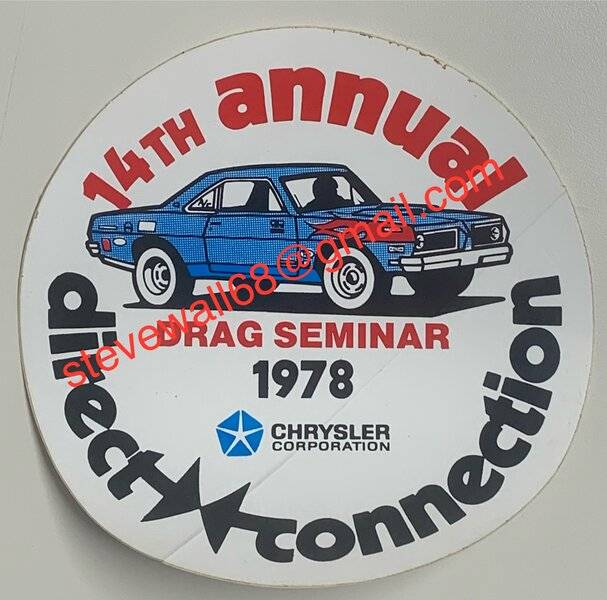 14TH annual
DRAG SEMINAR
1978
CHRYSLER
CORPORATION
direct connection
stevewall68@gmail.com